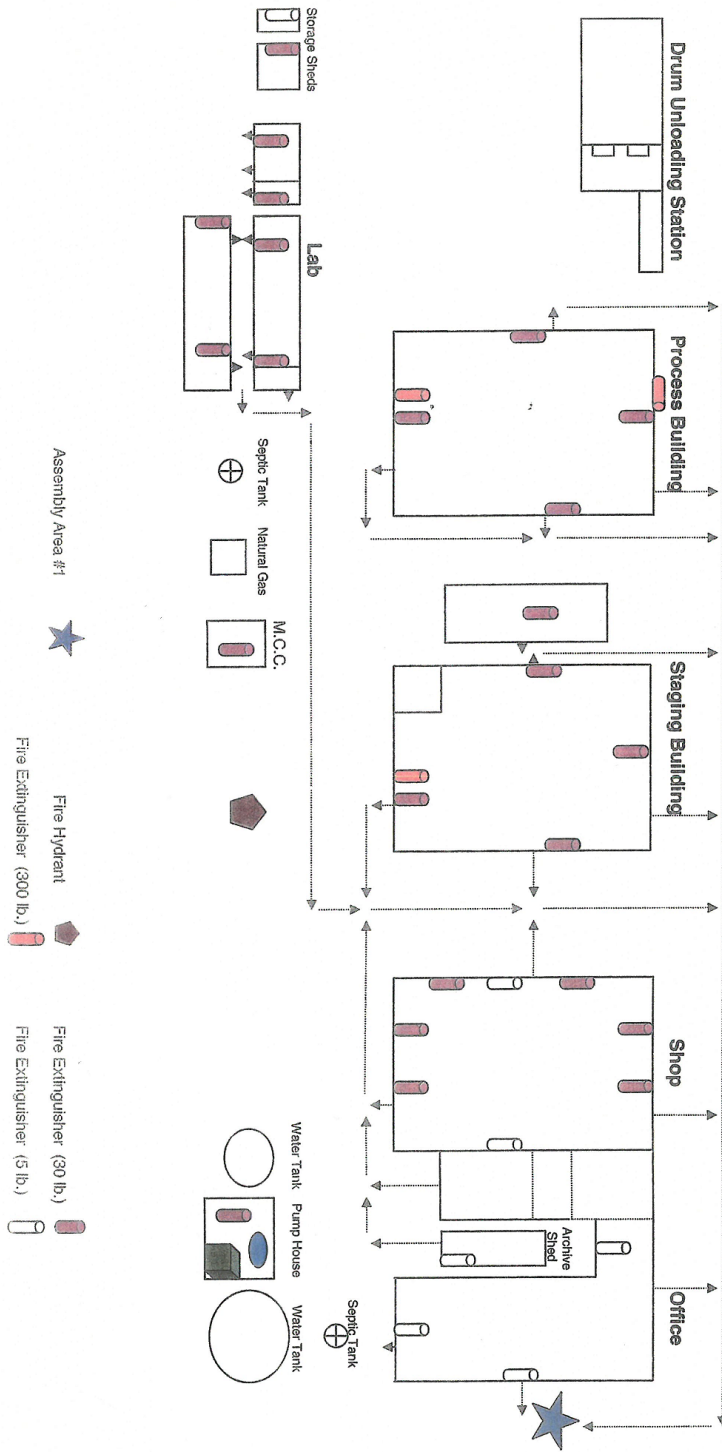 Drum Unloading Station
Process Building
Staging Building
Shop
Office
Archive
Shed
Storage Sheds
Lab
Septic Tank
Natural Gas
M.C.C.
Water Tank
Pump House
Water Tank
Septic Tank
Assembly Area #1
Fire Hydrant
Fire Extinguisher (30 lb.)
Fire Extinguisher (300 lb.)
Fire Extinguisher (5 lb.)